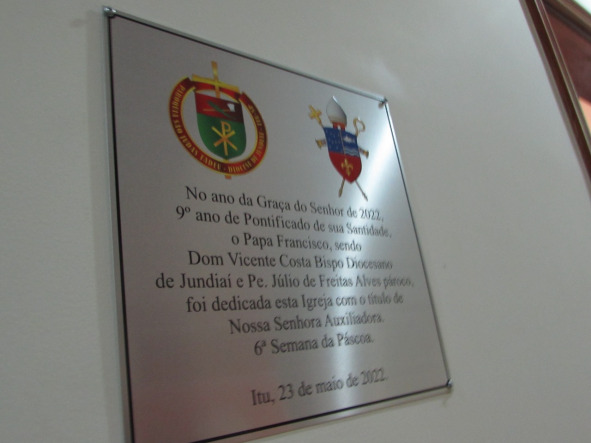 No ano da Graça do Senhor de 2022,
9º ano de Pontificado de sua Santidade,
o Papa Francisco, sendo
Dom Vicente Costa Bispo Diocesano
de Jundiaí e Pe. Júlio de Freitas Alves pároco,
foi dedicada esta Igreja com o título de
Nossa Senhora Auxiliadora.
6ª Semana da Páscoa.
Itu, 23 de maio de 2022.